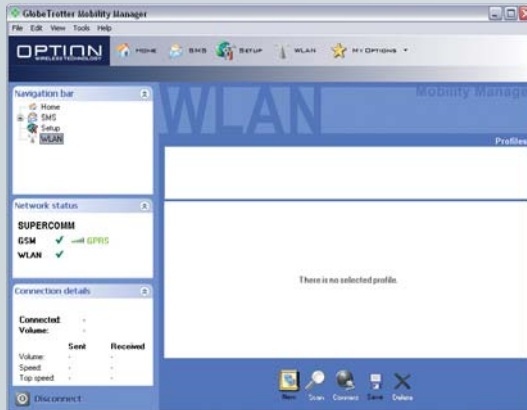 GlobeTrotter Mobility Manager
File Edit View Tools Help
OPTION HOME SMS SETUP WLAN MY OPTIONS
WIRELESS TECHNOLOGY
Navigation bar
Home
SMS
Setup
WLAN
WLAN
Mobility Manager
Profiles
Network status
SUPERCOMM
GSM GPRS
WLAN
There is no selected profile.
Connection details
Connected: -
Volume: -
Sent Received
Volume: - -
Speed: - -
Top speed: - -
New Scan Connect Save Delete
Disconnect